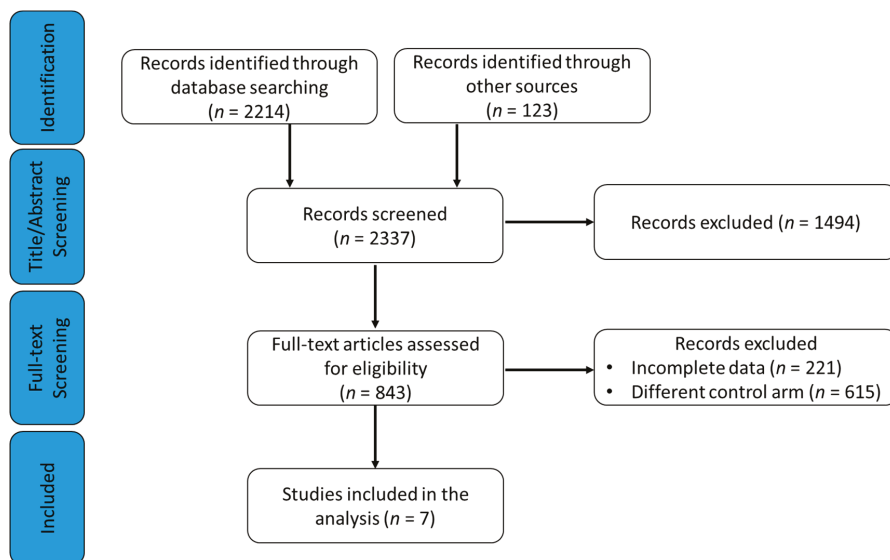 Identification
Records identified through
database searching
(n = 2214)
Records identified through
other sources
(n = 123)
Title/Abstract
Screening
Records screened
(n = 2337)
Records excluded (n = 1494)
Full-text
Screening
Full-text articles assessed
for eligibility
(n = 843)
Records excluded
• Incomplete data (n = 221)
• Different control arm (n = 615)
Included
Studies included in the
analysis (n = 7)